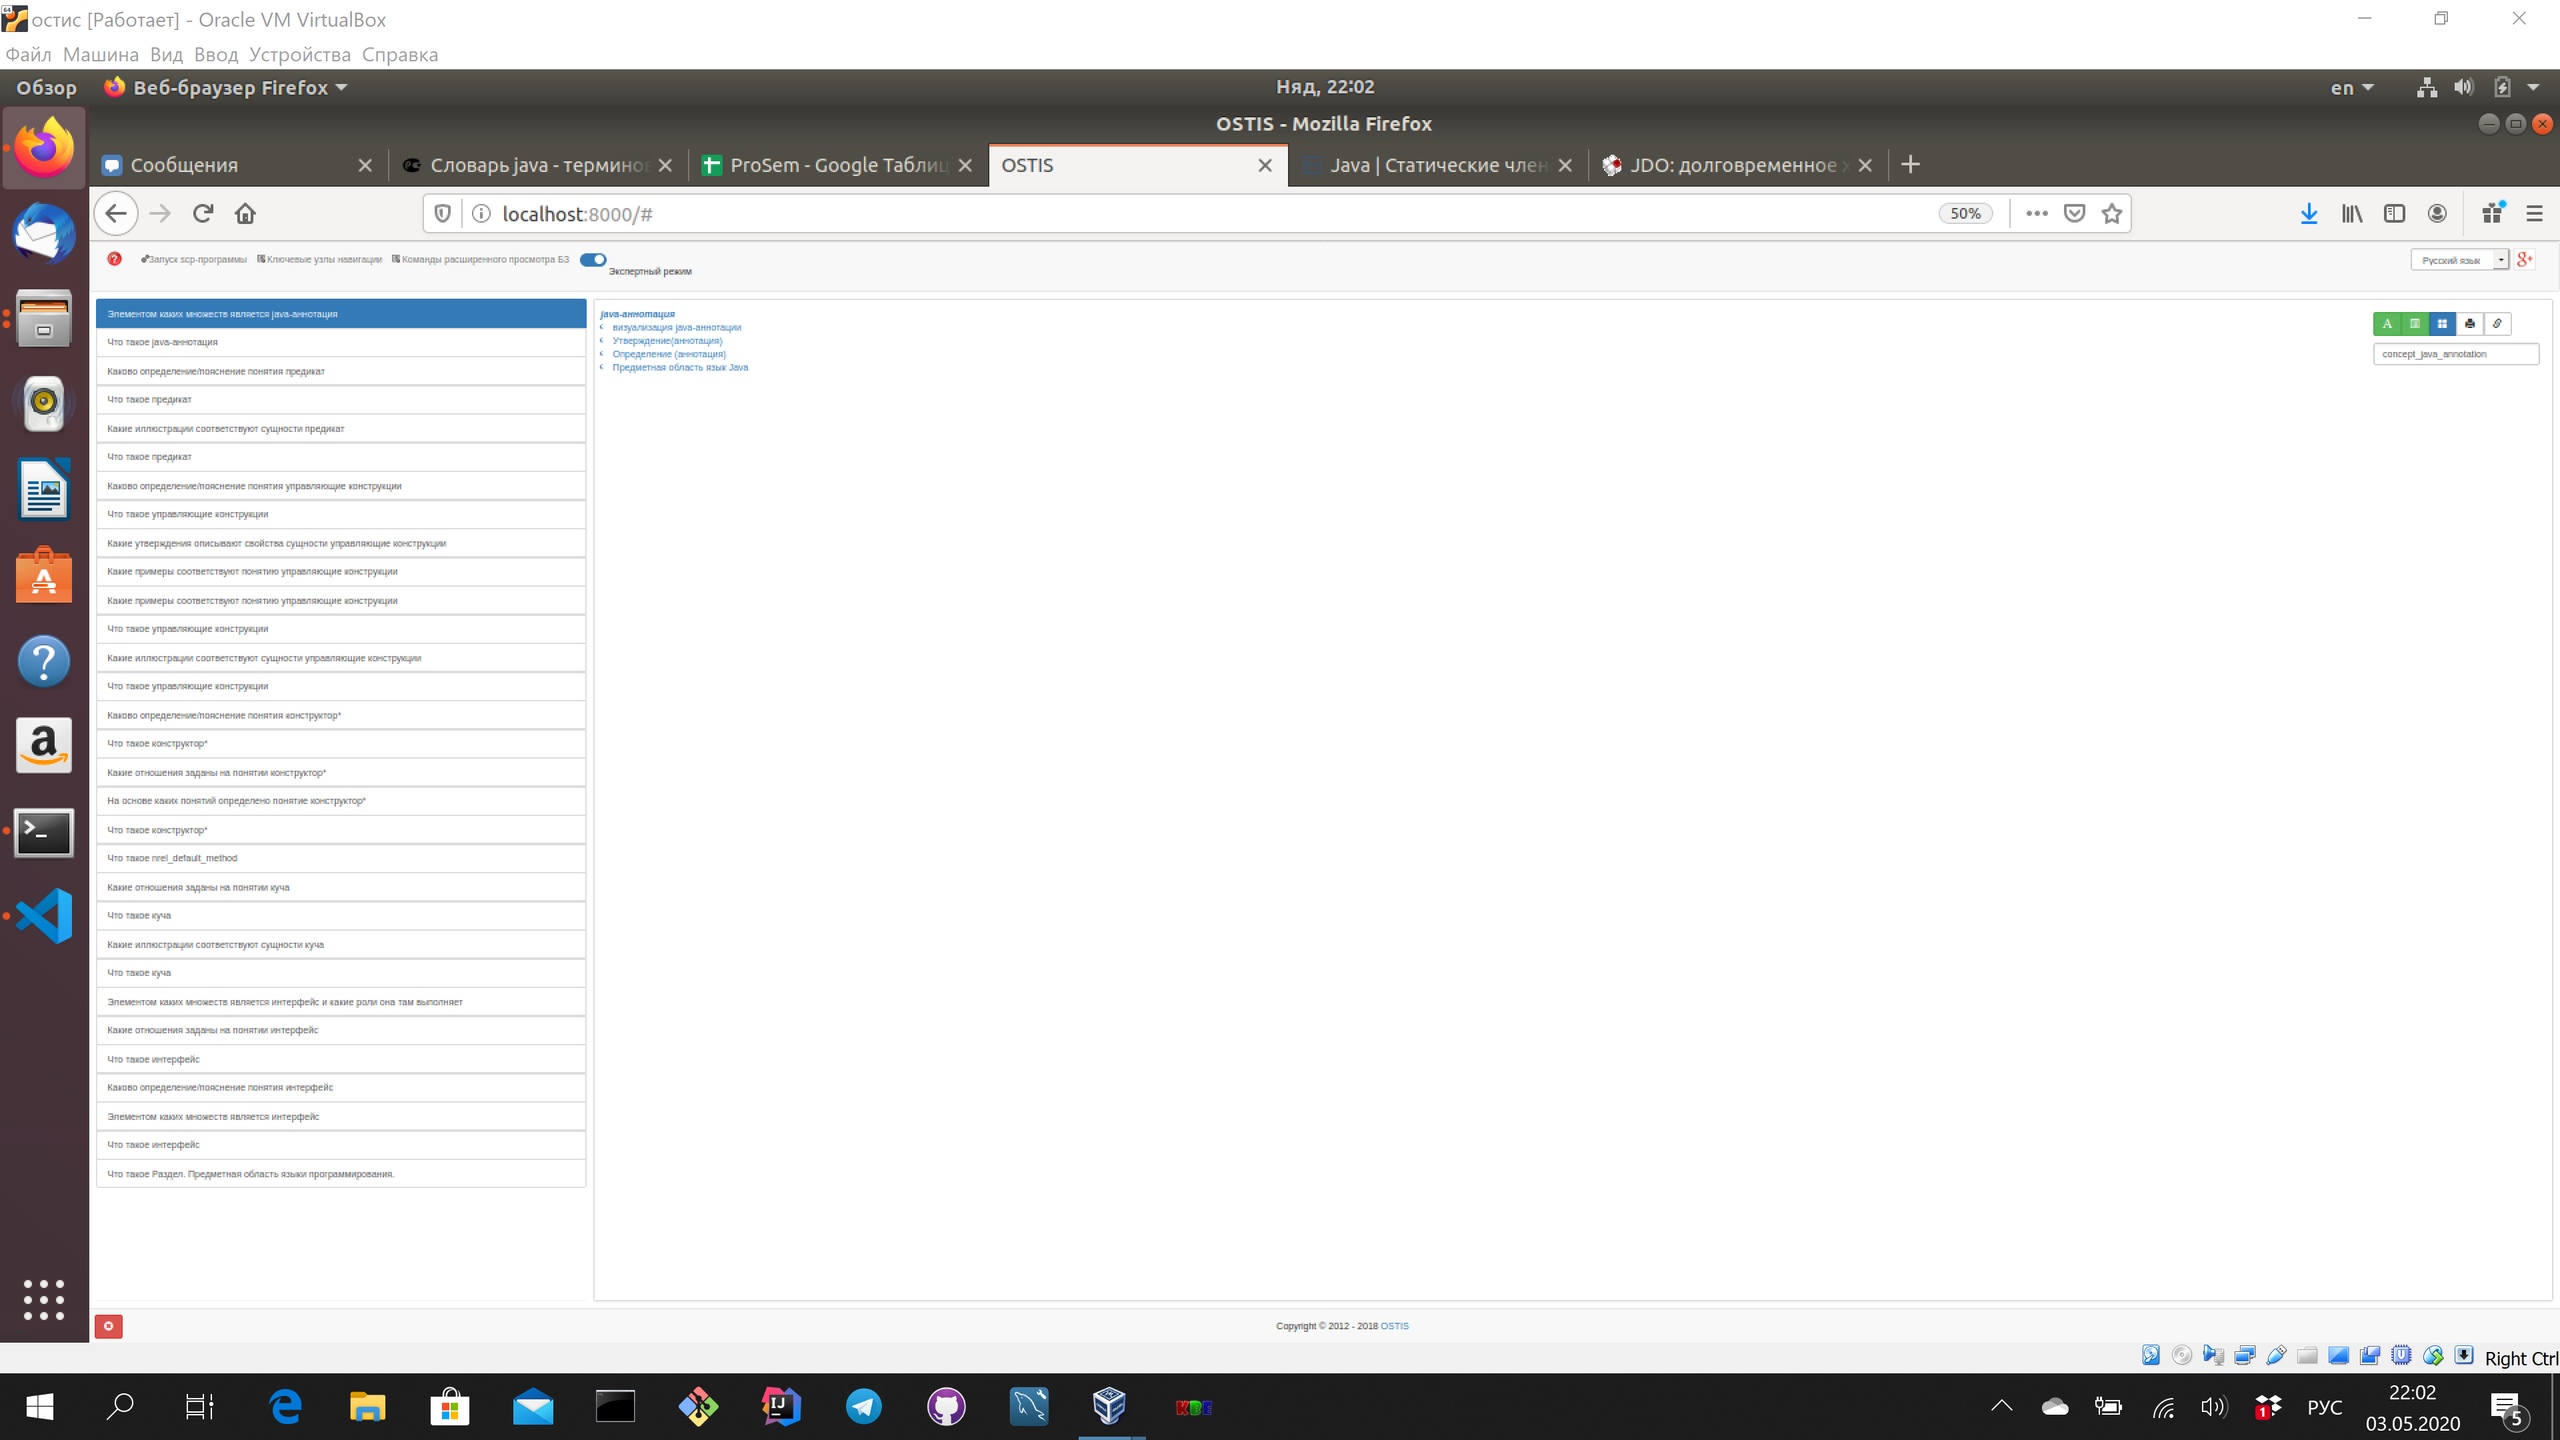 остис [Работает] - Oracle VM VirtualBox
Файл Машина Вид Ввод Устройства Справка
Обзор Веб-браузер Firefox Няд, 22:02 en
OSTIS - Mozilla Firefox
Сообщения Словарь java - термино ProSem - Google Таблиц OSTIS Java | Статические член JDO: долговременное х
localhost:8000/# 50%
Запуск scp-программы Ключевые узлы навигации Команды расширенного просмотра БЗ Экспертный режим Русский язык g+
Элементом каких множеств является java-аннотация
Что такое java-аннотация
Каково определение/пояснение понятия предикат
Что такое предикат
Какие иллюстрации соответствуют сущности предикат
Что такое предикат
Каково определение/пояснение понятия управляющие конструкции
Что такое управляющие конструкции
Какие утверждения описывают свойства сущности управляющие конструкции
Какие примеры соответствуют понятию управляющие конструкции
Какие примеры соответствуют понятию управляющие конструкции
Что такое управляющие конструкции
Какие иллюстрации соответствуют сущности управляющие конструкции
Что такое управляющие конструкции
Каково определение/пояснение понятия конструктор*
Что такое конструктор*
Какие отношения заданы на понятии конструктор*
На основе каких понятий определено понятие конструктор*
Что такое конструктор*
Что такое nrel_default_method
Какие отношения заданы на понятии куча
Что такое куча
Какие иллюстрации соответствуют сущности куча
Что такое куча
Элементом каких множеств является интерфейс и какие роли она там выполняет
Какие отношения заданы на понятии интерфейс
Что такое интерфейс
Каково определение/пояснение понятия интерфейс
Элементом каких множеств является интерфейс
Что такое интерфейс
Что такое Раздел. Предметная область языки программирования.
java-аннотация
визуализация java-аннотации
Утверждение(аннотация)
Определение (аннотация)
Предметная область язык Java
A
concept_java_annotation
Copyright © 2012 - 2018 OSTIS
Right Ctrl
KBE
1
РУС
22:02
03.05.2020
5